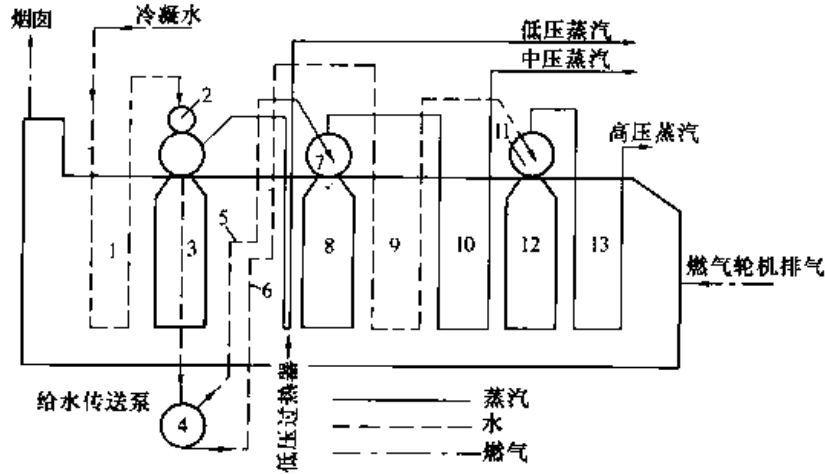 烟囱
冷凝水
低压蒸汽
中压蒸汽
高压蒸汽
2
7
11
1
3
5
6
8
9
10
12
13
燃气轮机排气
给水传送泵
4
低压过热器
蒸汽
水
燃气